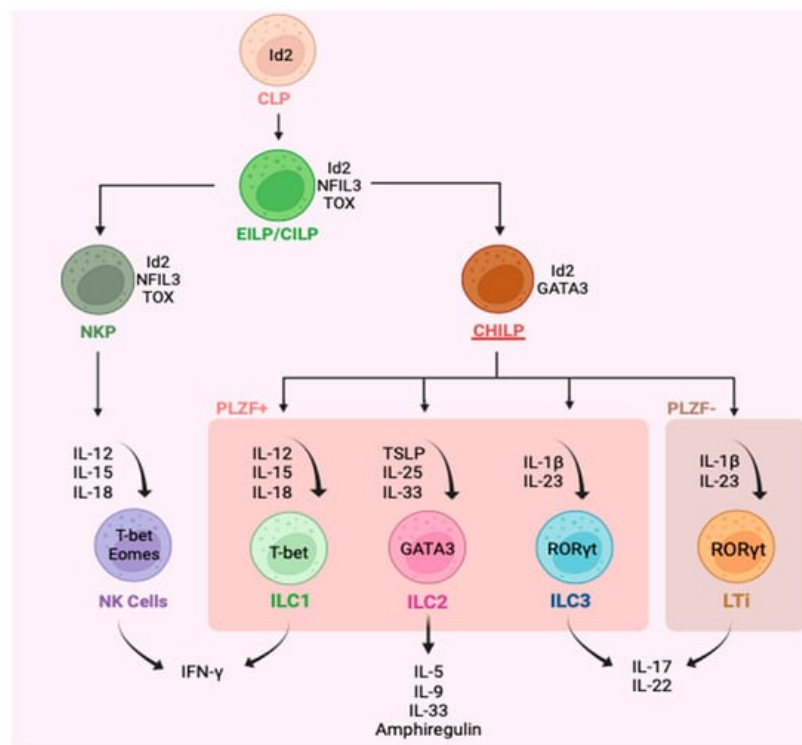 Id2
CLP
Id2
NFIL3
TOX
EILP/CILP
Id2
NFIL3
TOX
NKP
Id2
GATA3
CHILP
PLZF+
PLZF-
IL-12
IL-15
IL-18
IL-12
IL-15
IL-18
TSLP
IL-25
IL-33
IL-1β
IL-23
IL-1β
IL-23
T-bet
Eomes
T-bet
GATA3
RORγt
RORγt
NK Cells
ILC1
ILC2
ILC3
LTi
IFN-γ
IL-5
IL-9
IL-33
Amphiregulin
IL-17
IL-22